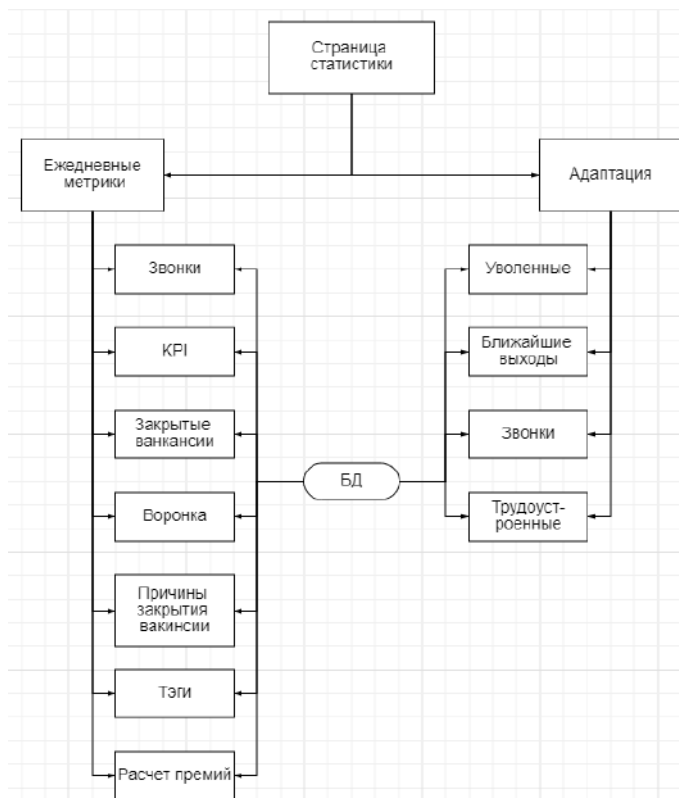 Страница
статистики
Ежедневные
метрики
Адаптация
Звонки
KPI
Закрытые
ванкансии
Воронка
Причины
закрытия
вакинсии
Тэги
Расчет премий
БД
Уволенные
Ближайшие
выходы
Звонки
Трудоуст-
роенные